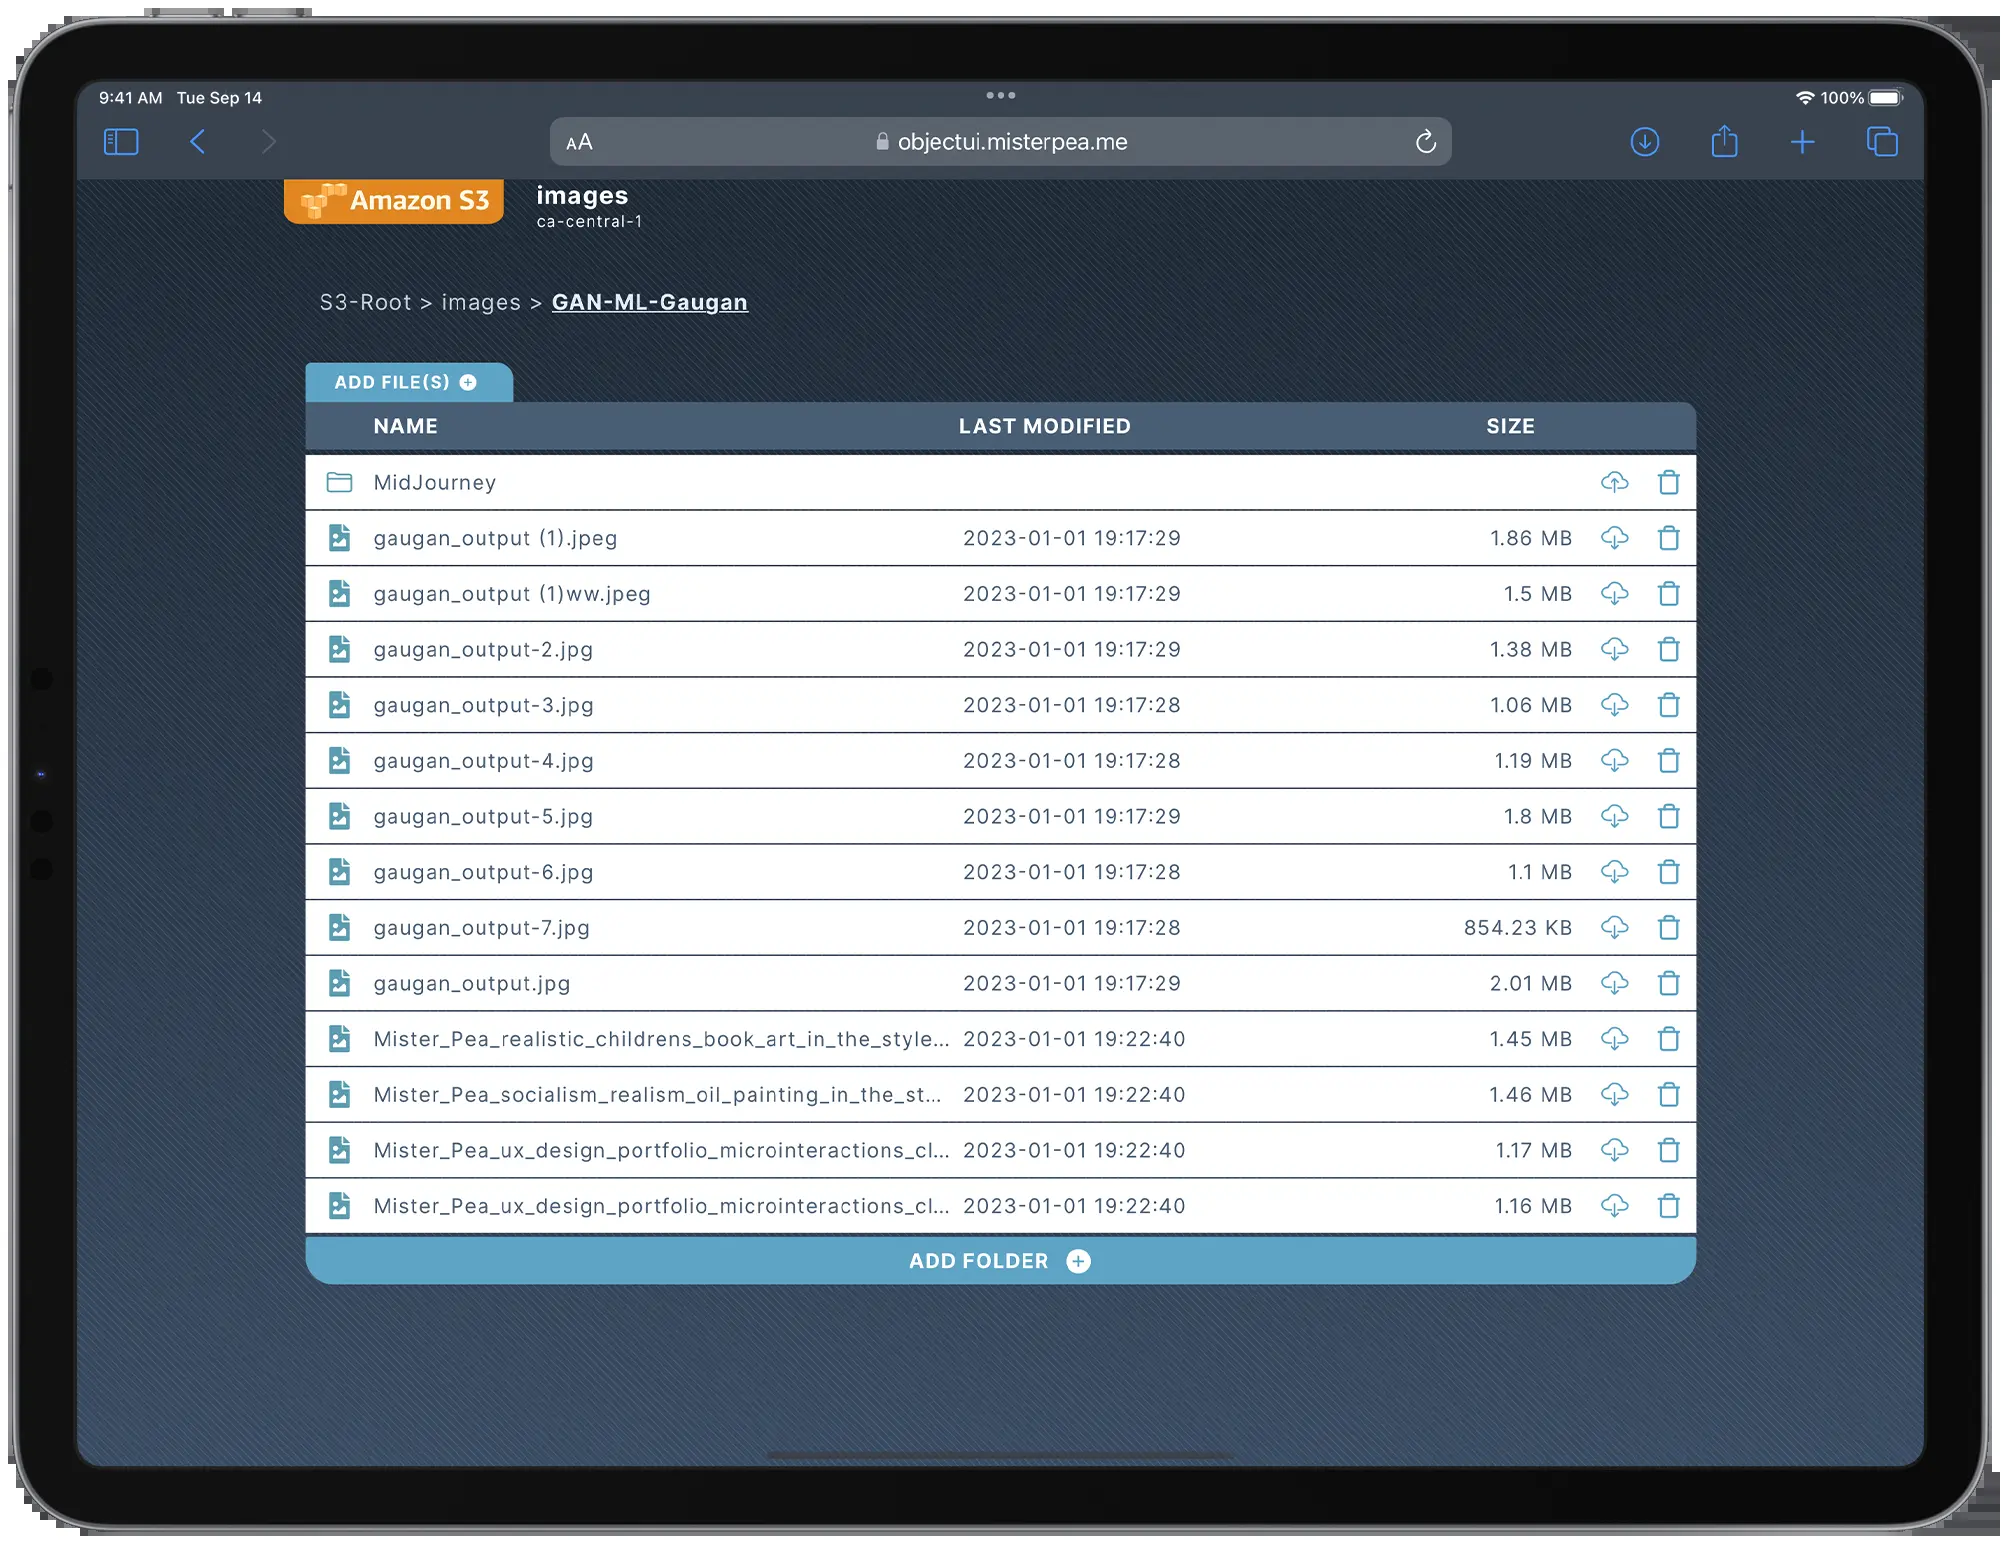 9:41 AM Tue Sep 14
100%
AA objectui.misterpea.me
Amazon S3
images
ca-central-1
S3-Root > images > GAN-ML-Gaugan
ADD FILE(S)
NAME LAST MODIFIED SIZE
MidJourney
gaugan_output (1).jpeg 2023-01-01 19:17:29 1.86 MB
gaugan_output (1)ww.jpeg 2023-01-01 19:17:29 1.5 MB
gaugan_output-2.jpg 2023-01-01 19:17:29 1.38 MB
gaugan_output-3.jpg 2023-01-01 19:17:28 1.06 MB
gaugan_output-4.jpg 2023-01-01 19:17:28 1.19 MB
gaugan_output-5.jpg 2023-01-01 19:17:29 1.8 MB
gaugan_output-6.jpg 2023-01-01 19:17:28 1.1 MB
gaugan_output-7.jpg 2023-01-01 19:17:28 854.23 KB
gaugan_output.jpg 2023-01-01 19:17:29 2.01 MB
Mister_Pea_realistic_childrens_book_art_in_the_style... 2023-01-01 19:22:40 1.45 MB
Mister_Pea_socialism_realism_oil_painting_in_the_st... 2023-01-01 19:22:40 1.46 MB
Mister_Pea_ux_design_portfolio_microinteractions_cl... 2023-01-01 19:22:40 1.17 MB
Mister_Pea_ux_design_portfolio_microinteractions_cl... 2023-01-01 19:22:40 1.16 MB
ADD FOLDER